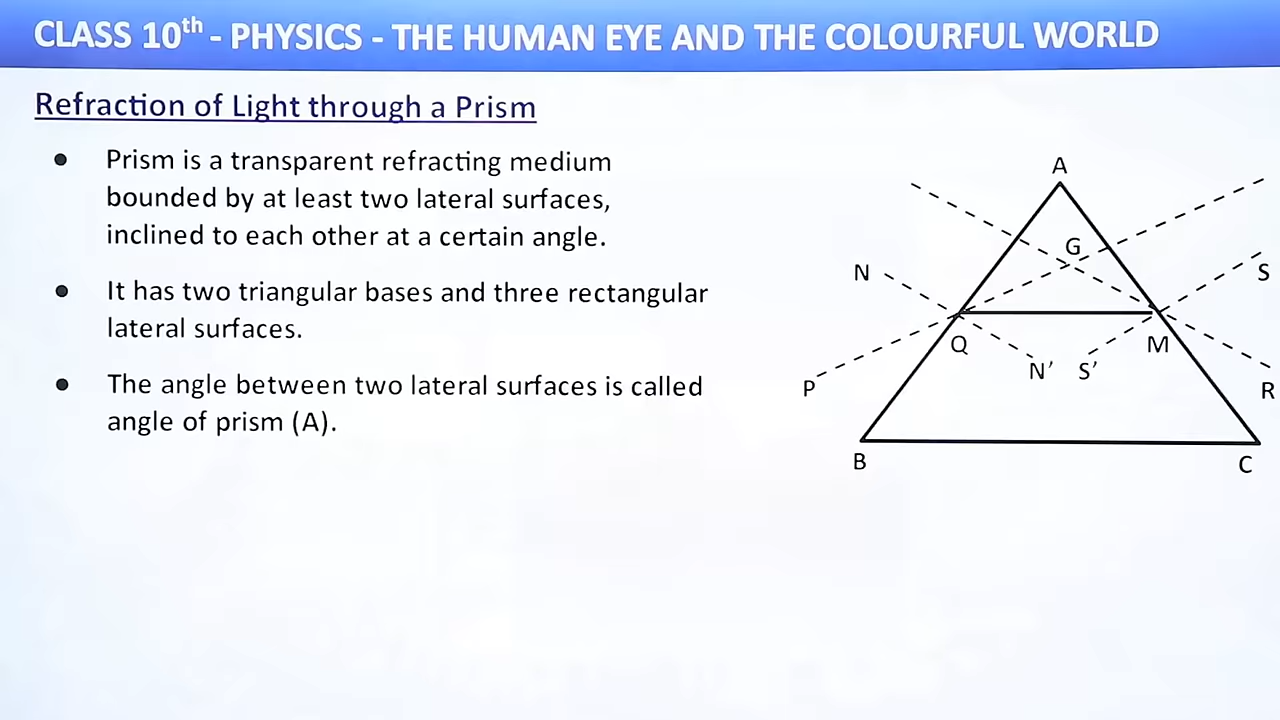 CLASS 10th - PHYSICS - THE HUMAN EYE AND THE COLOURFUL WORLD
Refraction of Light through a Prism
• Prism is a transparent refracting medium
bounded by at least two lateral surfaces,
inclined to each other at a certain angle.
• It has two triangular bases and three rectangular
lateral surfaces.
• The angle between two lateral surfaces is called
angle of prism (A).
A
G
N
S
Q
M
N’
S’
P
R
B
C